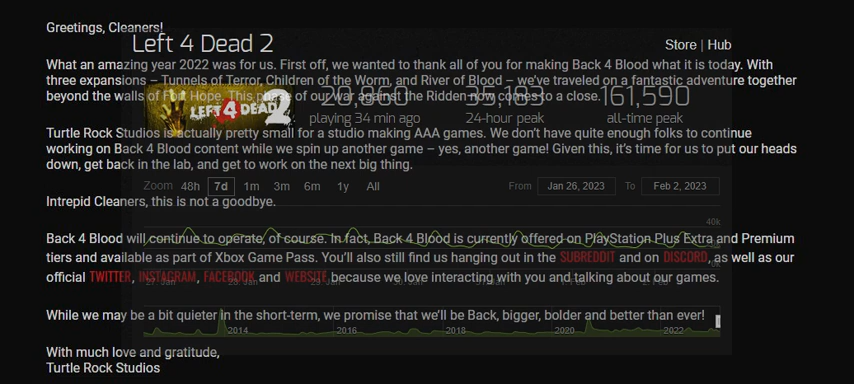 Greetings, Cleaners!
Left 4 Dead 2
Store | Hub
What an amazing year 2022 was for us. First off, we wanted to thank all of you for making Back 4 Blood what it is today. With
three expansions – Tunnels of Terror, Children of the Worm, and River of Blood – we’ve traveled on a fantastic adventure together
beyond the walls of Fort Hope. This phase of our war against the Ridden now comes to a close.
LEFT 4 DEAD 2
20,860
35,183
161,590
playing 34 min ago
24-hour peak
all-time peak
Turtle Rock Studios is actually pretty small for a studio making AAA games. We don’t have quite enough folks to continue
working on Back 4 Blood content while we spin up another game – yes, another game! Given this, it’s time for us to put our heads
down, get back in the lab, and get to work on the next big thing.
Zoom 48h 7d 1m 3m 6m 1y All
From Jan 26, 2023 To Feb 2, 2023
Intrepid Cleaners, this is not a goodbye.
40k
Back 4 Blood will continue to operate, of course. In fact, Back 4 Blood is currently offered on PlayStation Plus Extra and Premium
tiers and available as part of Xbox Game Pass. You’ll also still find us hanging out in the SUBREDDIT and on DISCORD, as well as our
official TWITTER, INSTAGRAM, FACEBOOK and WEBSITE because we love interacting with you and talking about our games.
27. Jan 28. Jan
While we may be a bit quieter in the short-term, we promise that we’ll be Back, bigger, bolder and better than ever!
2014 2016 2018 2020 2022
With much love and gratitude,
Turtle Rock Studios